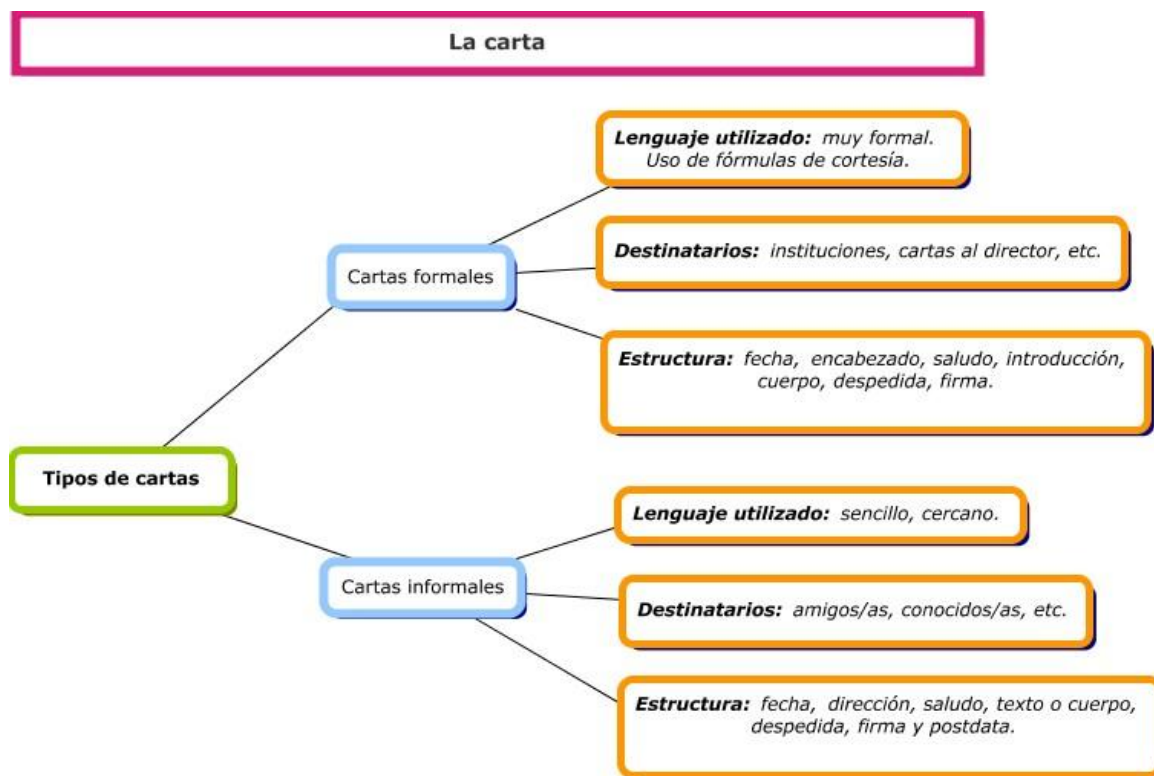 La carta
Lenguaje utilizado: muy formal.
Uso de fórmulas de cortesía.
Destinatarios: instituciones, cartas al director, etc.
Cartas formales
Estructura: fecha, encabezado, saludo, introducción,
cuerpo, despedida, firma.
Tipos de cartas
Lenguaje utilizado: sencillo, cercano.
Cartas informales
Destinatarios: amigos/as, conocidos/as, etc.
Estructura: fecha, dirección, saludo, texto o cuerpo,
despedida, firma y postdata.